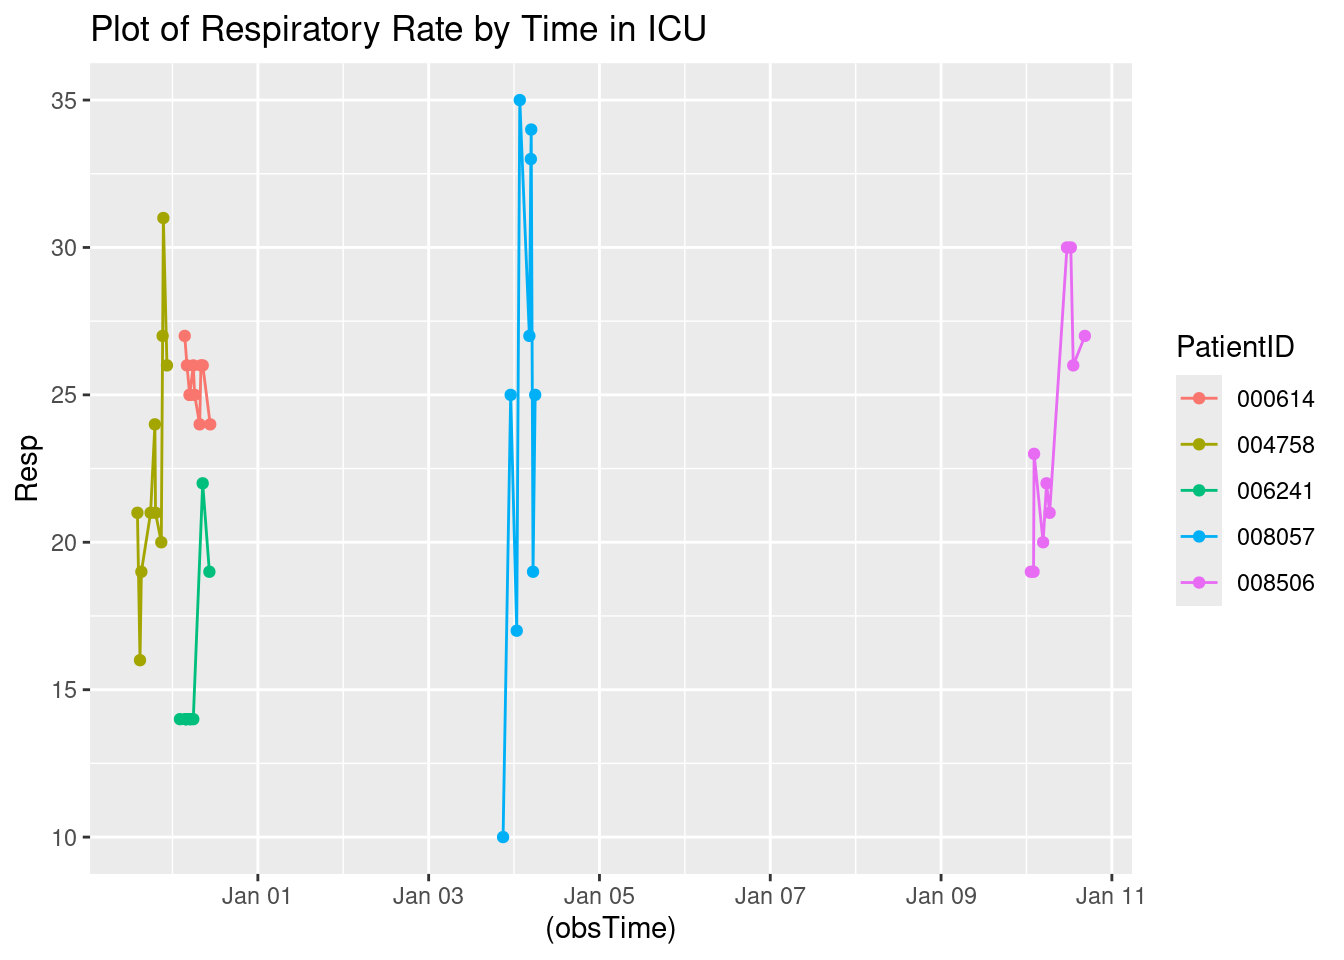 Plot of Respiratory Rate by Time in ICU
35
30
25
20
15
10
Resp
Jan 01 Jan 03 Jan 05 Jan 07 Jan 09 Jan 11
(obsTime)
PatientID
000614
004758
006241
008057
008506